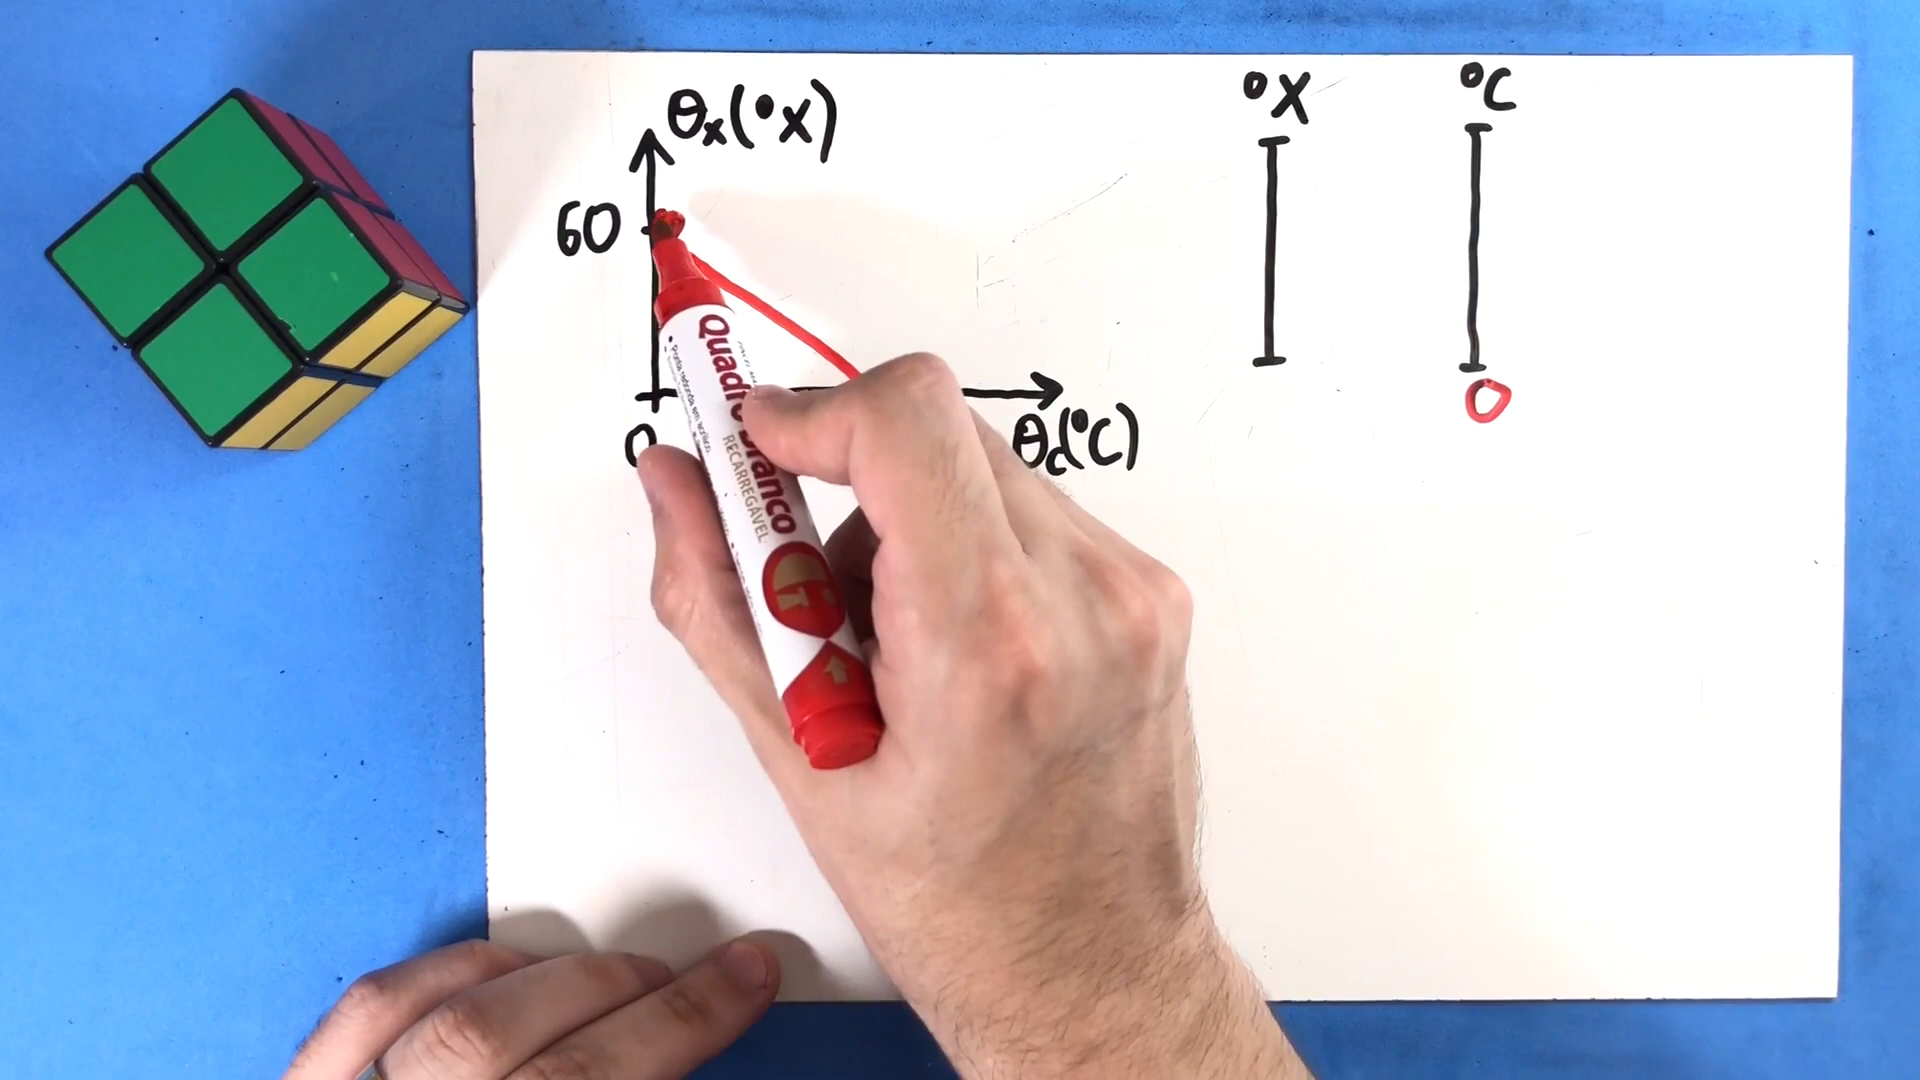 θx(°X)
60
0
θc(°C)
°X
°C
0
Quadro Branco
RECARREGÁVEL